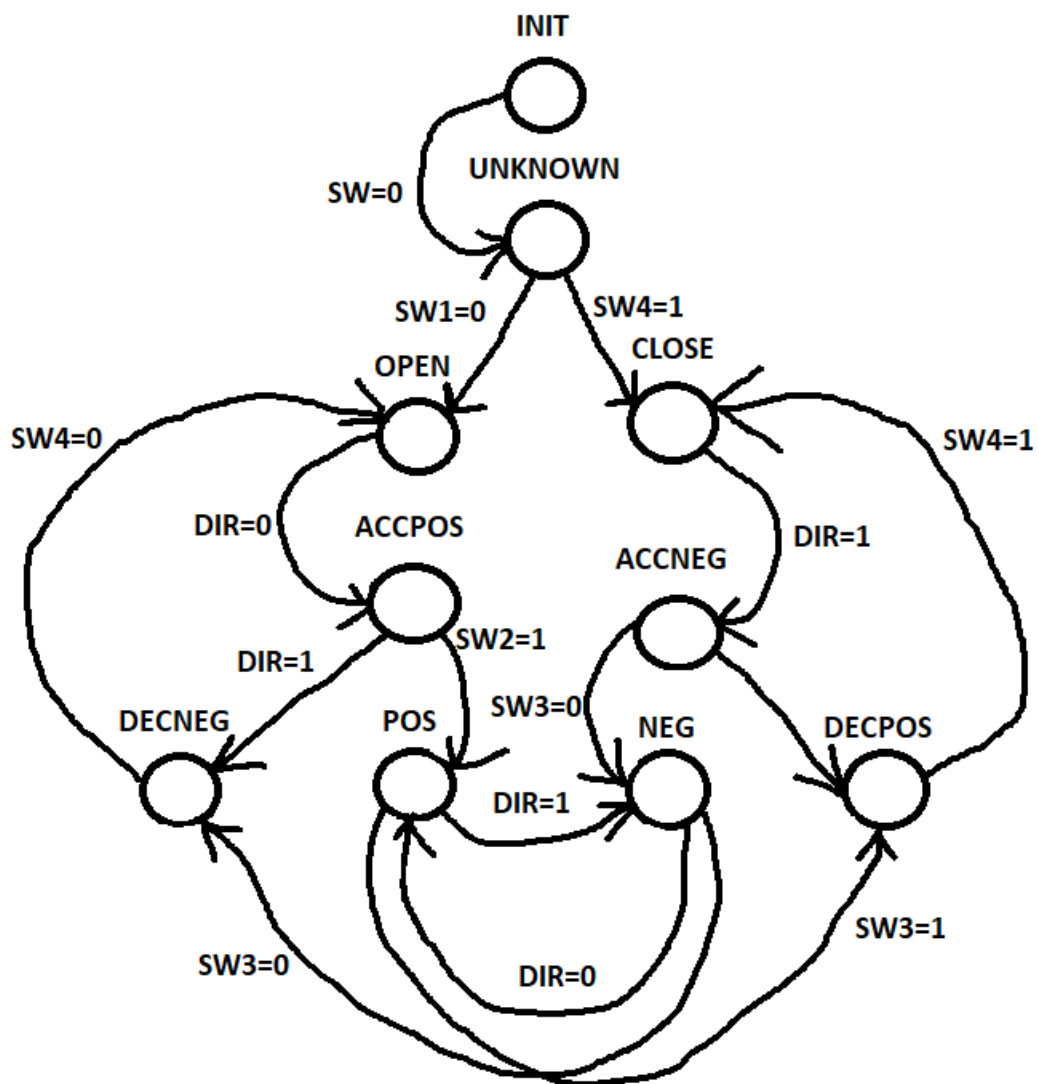 INIT
UNKNOWN
SW=0
SW1=0
SW4=1
OPEN
CLOSE
SW4=0
SW4=1
DIR=0
ACCPOS
DIR=1
ACCNEG
SW2=1
DIR=1
SW3=0
DECNEG
POS
NEG
DECPOS
DIR=1
SW3=0
DIR=0
SW3=1